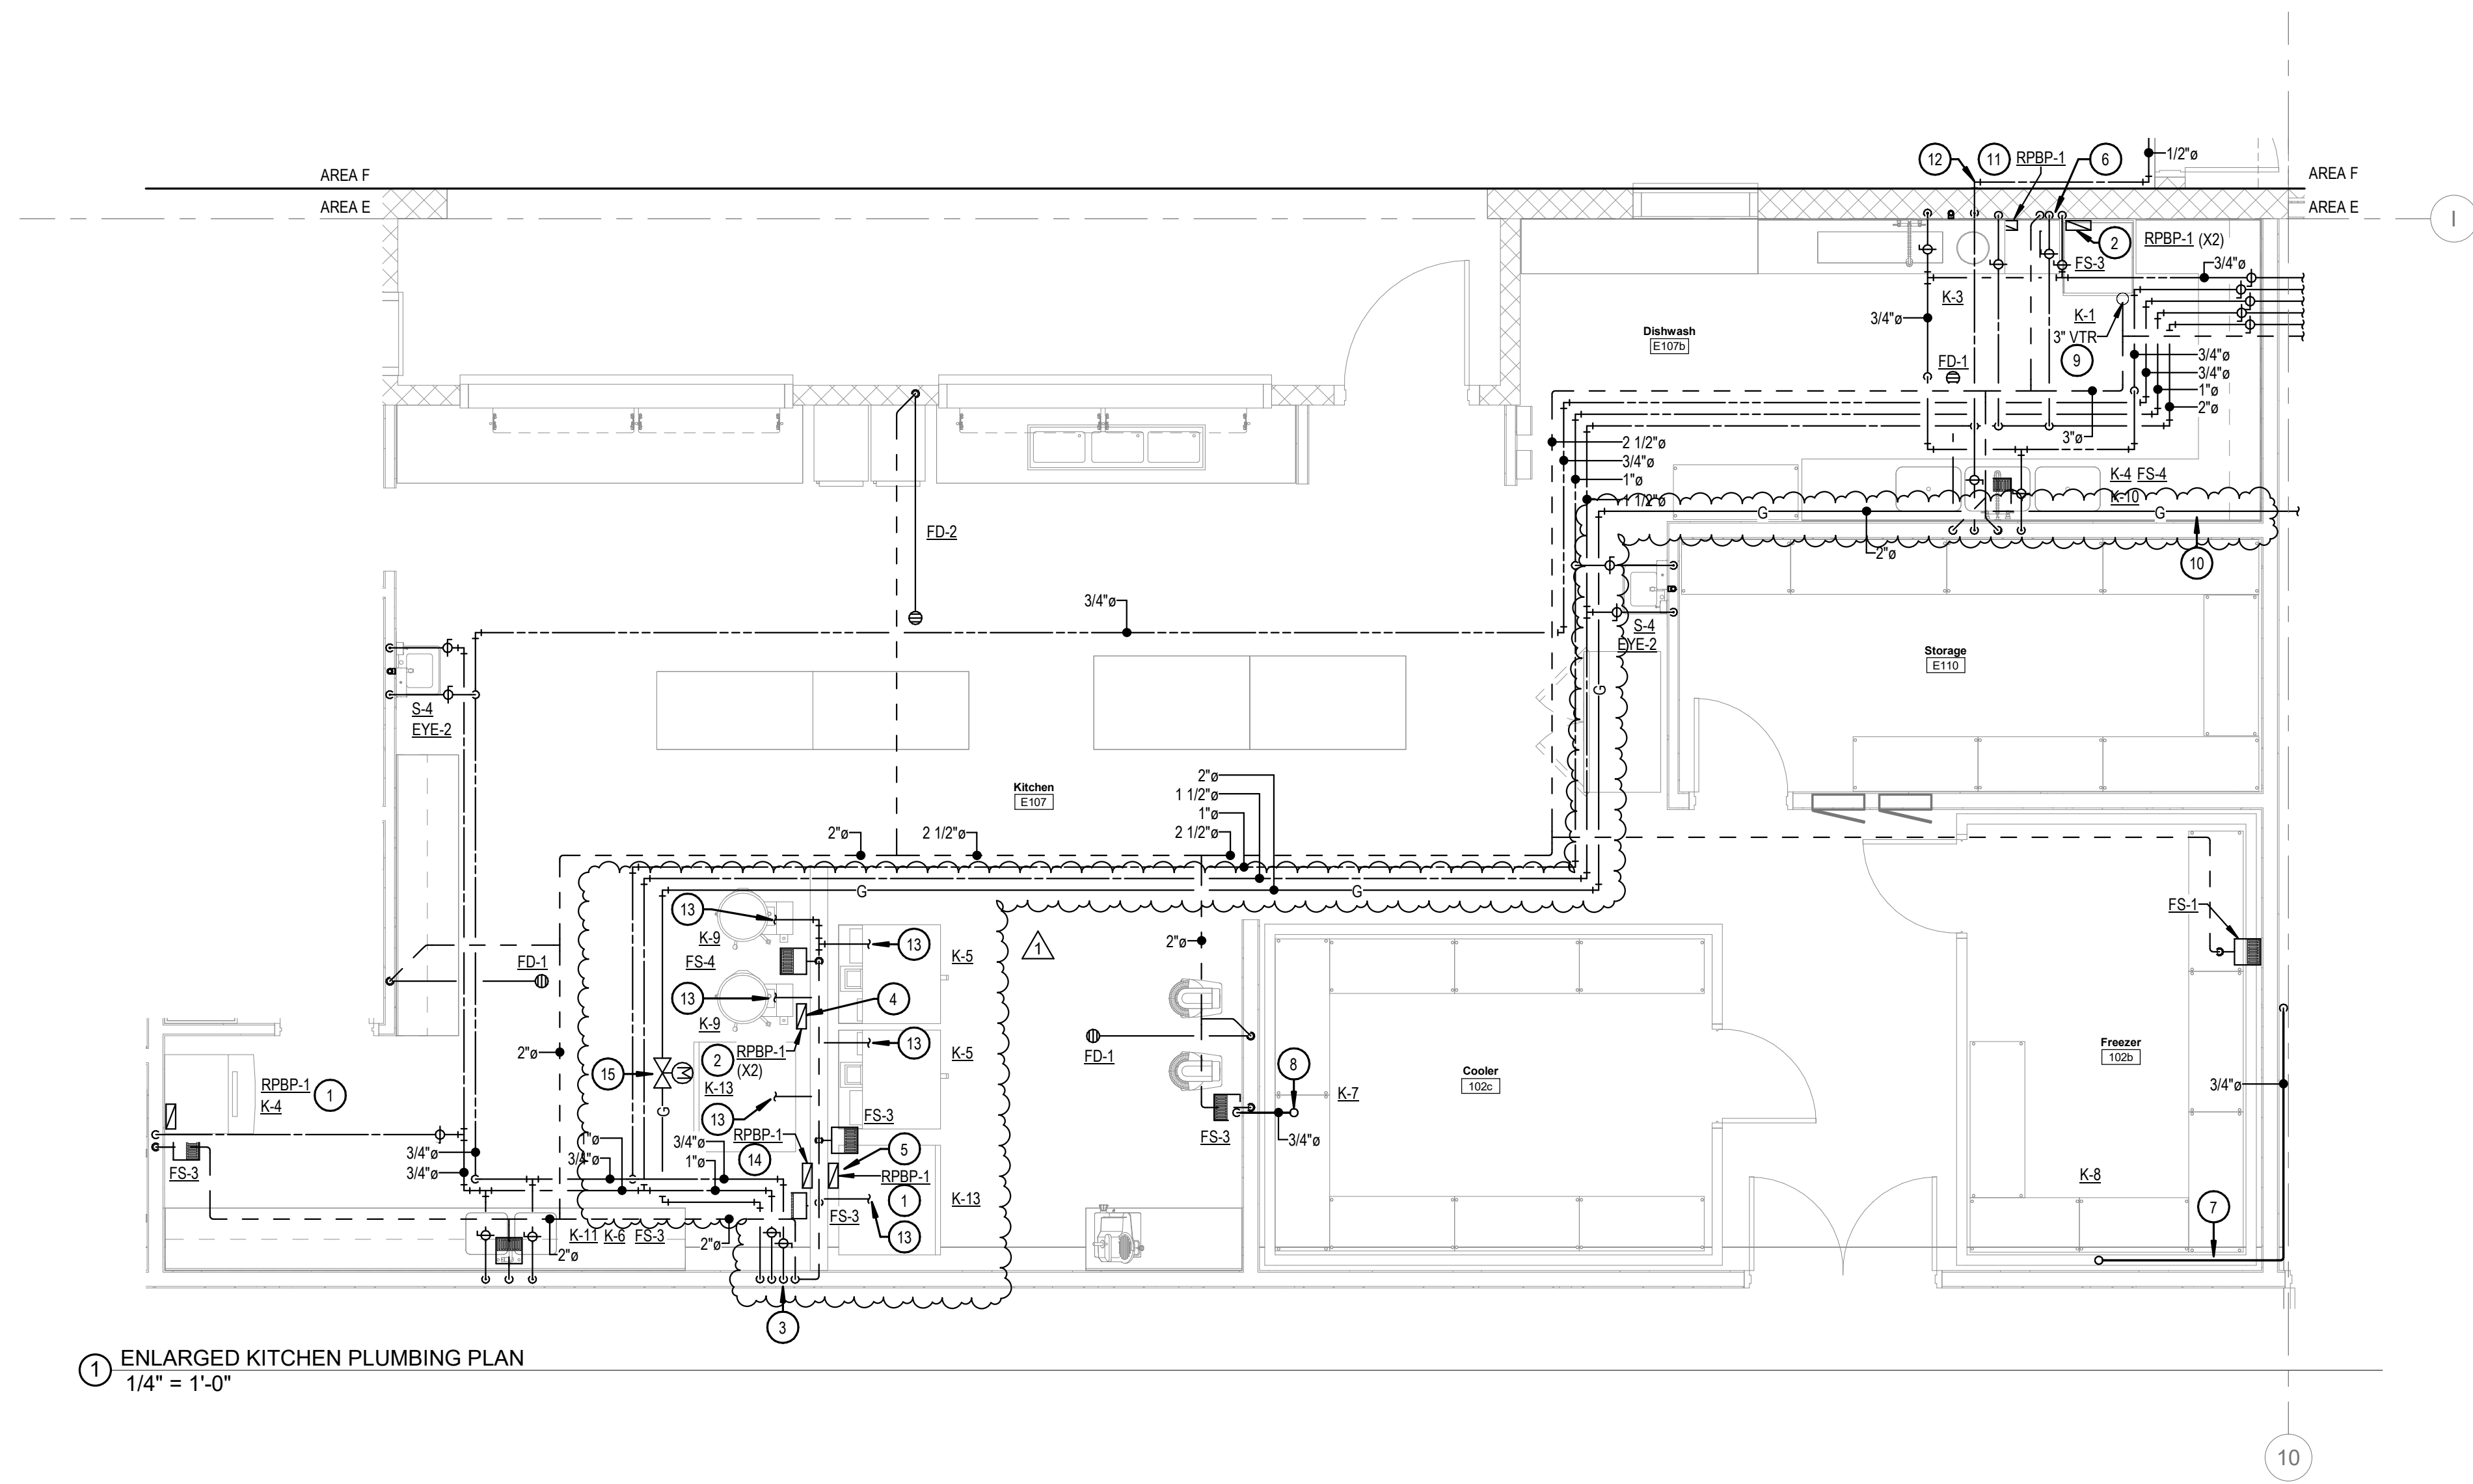 AREA F
AREA E
12
11
RPBP-1
6
1/2"ø
AREA F
AREA E
I
2
RPBP-1 (X2)
FS-3
3/4"ø
K-3
K-1
3/4"ø
3" VTR
9
Dishwash
E107b
FD-1
3/4"ø
3/4"ø
1"ø
2"ø
3"ø
2 1/2"ø
3/4"ø
1"ø
1 1/2"ø
K-4 FS-4
K-10
G
G
2"ø
10
FD-2
3/4"ø
S-4
EYE-2
Storage
E110
S-4
EYE-2
G
Kitchen
E107
2"ø
1 1/2"ø
1"ø
2 1/2"ø
2"ø
2 1/2"ø
G
G
13
K-9
FS-4
13
K-5
1
2"ø
FS-1
FD-1
13
K-9
4
13
K-5
2"ø
15
M
2
RPBP-1
(X2)
K-13
13
G
FD-1
8
Cooler
102c
K-7
Freezer
102b
3/4"ø
RPBP-1
K-4
1
FS-3
FS-3
3/4"ø
RPBP-1
14
3/4"ø
1"ø
5
RPBP-1
1
K-13
FS-3
13
FS-3
3/4"ø
3/4"ø
3/4"ø
K-8
7
K-11 K-6 FS-3
2"ø
2"ø
3
1 ENLARGED KITCHEN PLUMBING PLAN
1/4" = 1'-0"
10